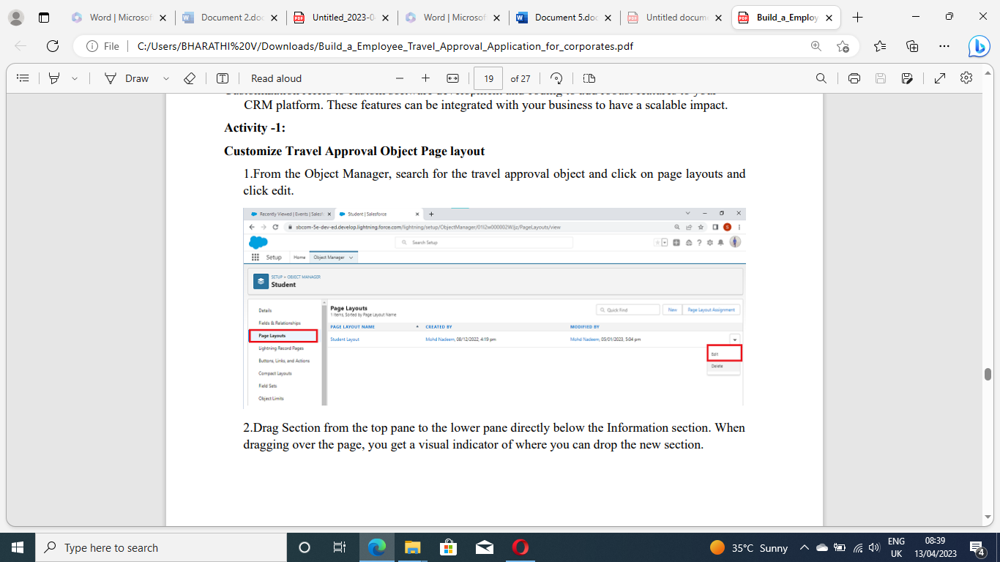 Word | Microsof
Document 2.doc
Untitled_2023-0
Word | Microsof
Document 5.doc
Untitled docum
Build_a_Employ
File
C:/Users/BHARATHI%20V/Downloads/Build_a_Employee_Travel_Approval_Application_for_corporates.pdf
Draw
Read aloud
19 of 27
CRM platform. These features can be integrated with your business to have a scalable impact.
Activity -1:
Customize Travel Approval Object Page layout
1.From the Object Manager, search for the travel approval object and click on page layouts and
click edit.
Recently Viewed | Events | Salesf
Student | Salesforce
sbcom-5e-dev-ed.develop.lightning.force.com/lightning/setup/ObjectManager/01I2w000002WJjz/PageLayouts/view
S
Search Setup
Setup Home Object Manager
SETUP > OBJECT MANAGER
Student
Details
Fields & Relationships
Page Layouts
Lightning Record Pages
Buttons, Links, and Actions
Compact Layouts
Field Sets
Object Limits
Page Layouts
1 Items, Sorted by Page Layout Name
Quick Find
New
Page Layout Assignment
PAGE LAYOUT NAME CREATED BY MODIFIED BY
Student Layout Mohd Nadeem, 08/12/2022, 4:19 pm Mohd Nadeem, 05/01/2023, 5:04 pm
Edit
Delete
2.Drag Section from the top pane to the lower pane directly below the Information section. When
dragging over the page, you get a visual indicator of where you can drop the new section.
Type here to search
35°C Sunny
ENG
UK
08:39
13/04/2023
4